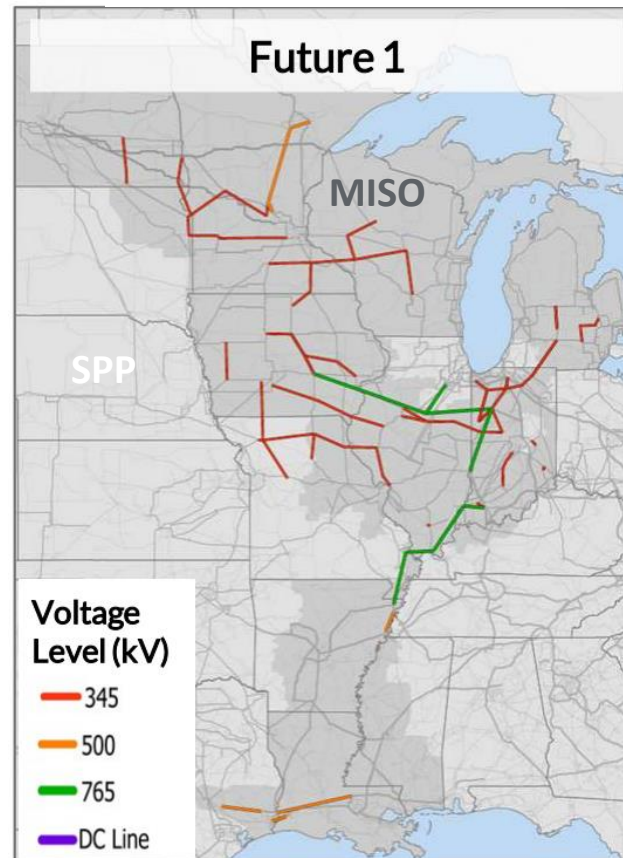 Future 1
MISO
SPP
Voltage
Level (kV)
345
500
765
DC Line